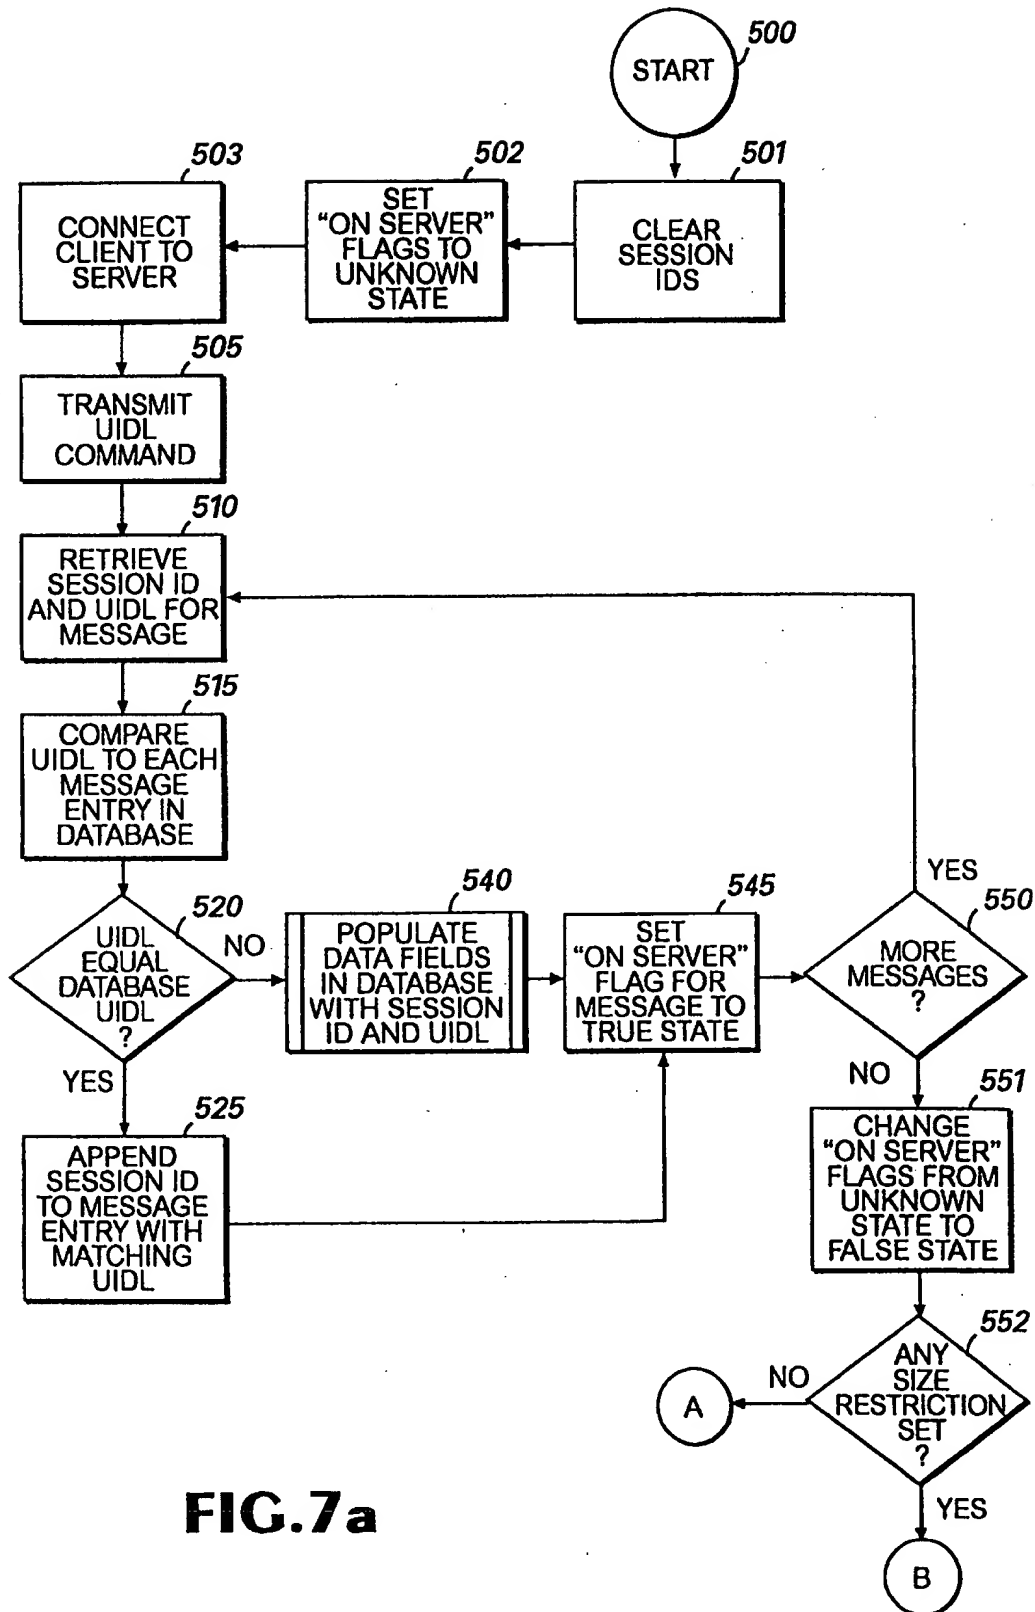 500
START
503
502
501
CONNECT
CLIENT TO
SERVER
SET
“ON SERVER”
FLAGS TO
UNKNOWN
STATE
CLEAR
SESSION
IDS
505
TRANSMIT
UIDL
COMMAND
510
RETRIEVE
SESSION ID
AND UIDL FOR
MESSAGE
515
COMPARE
UIDL TO EACH
MESSAGE
ENTRY IN
DATABASE
520
UIDL
EQUAL
DATABASE
UIDL
?
NO
540
POPULATE
DATA FIELDS
IN DATABASE
WITH SESSION
ID AND UIDL
545
SET
“ON SERVER”
FLAG FOR
MESSAGE TO
TRUE STATE
YES
550
MORE
MESSAGES
?
YES
525
APPEND
SESSION ID
TO MESSAGE
ENTRY WITH
MATCHING
UIDL
NO
551
CHANGE
“ON SERVER”
FLAGS FROM
UNKNOWN
STATE TO
FALSE STATE
552
ANY
SIZE
RESTRICTION
SET
?
NO
A
YES
B
FIG.7a